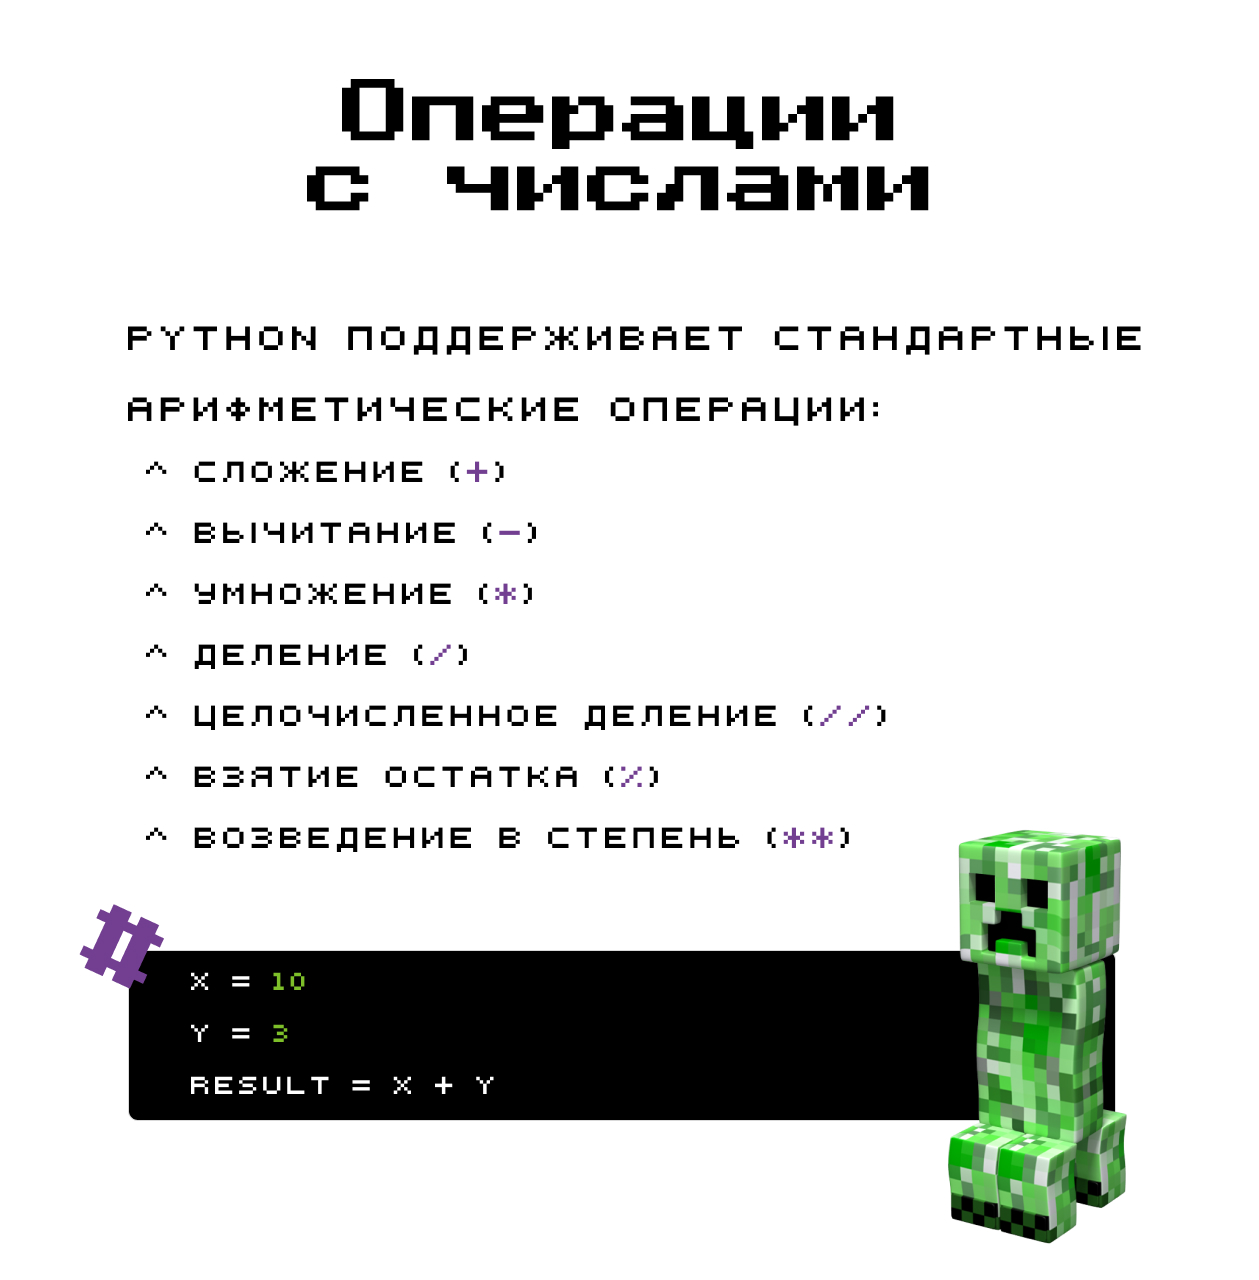 Операции
с числами
PYTHON ПОДДЕРЖИВАЕТ СТАНДАРТНЫЕ
АРИФМЕТИЧЕСКИЕ ОПЕРАЦИИ:
^ СЛОЖЕНИЕ (+)
^ ВЫЧИТАНИЕ (-)
^ УМНОЖЕНИЕ (*)
^ ДЕЛЕНИЕ (/)
^ ЦЕЛОЧИСЛЕННОЕ ДЕЛЕНИЕ (//)
^ ВЗЯТИЕ ОСТАТКА (%)
^ ВОЗВЕДЕНИЕ В СТЕПЕНЬ (**)
#
X = 10
Y = 3
RESULT = X + Y